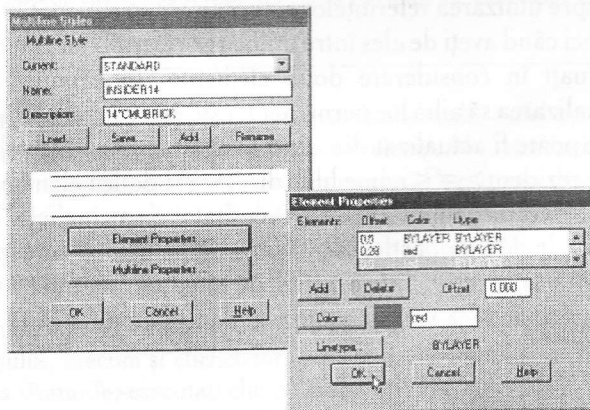 Multiline Styles
Multiline Style
Current: STANDARD
Name: INSIDER14
Description: 14"CMUBRICK
Load... Save... Add Rename
Element Properties ...
Multiline Properties ...
OK Cancel Help
Element Properties
Elements: Offset Color Ltype
0.5 BYLAYER BYLAYER
0.28 red BYLAYER
Add Delete Offset 0.000
Color... red
Linetype... BYLAYER
OK Cancel Help